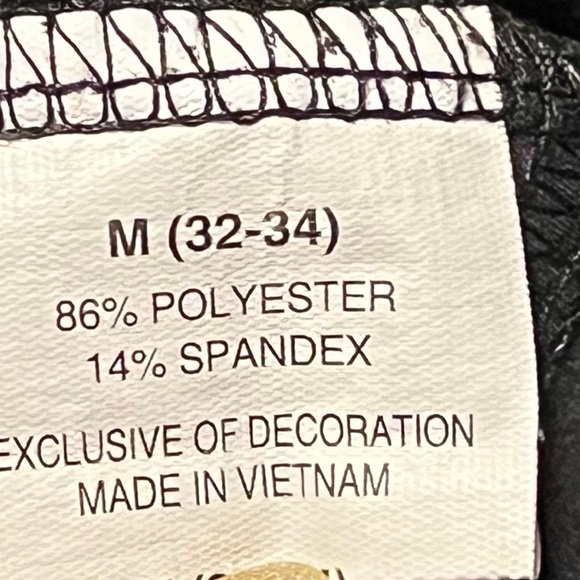 M (32-34)
86% POLYESTER
14% SPANDEX
EXCLUSIVE OF DECORATION
MADE IN VIETNAM